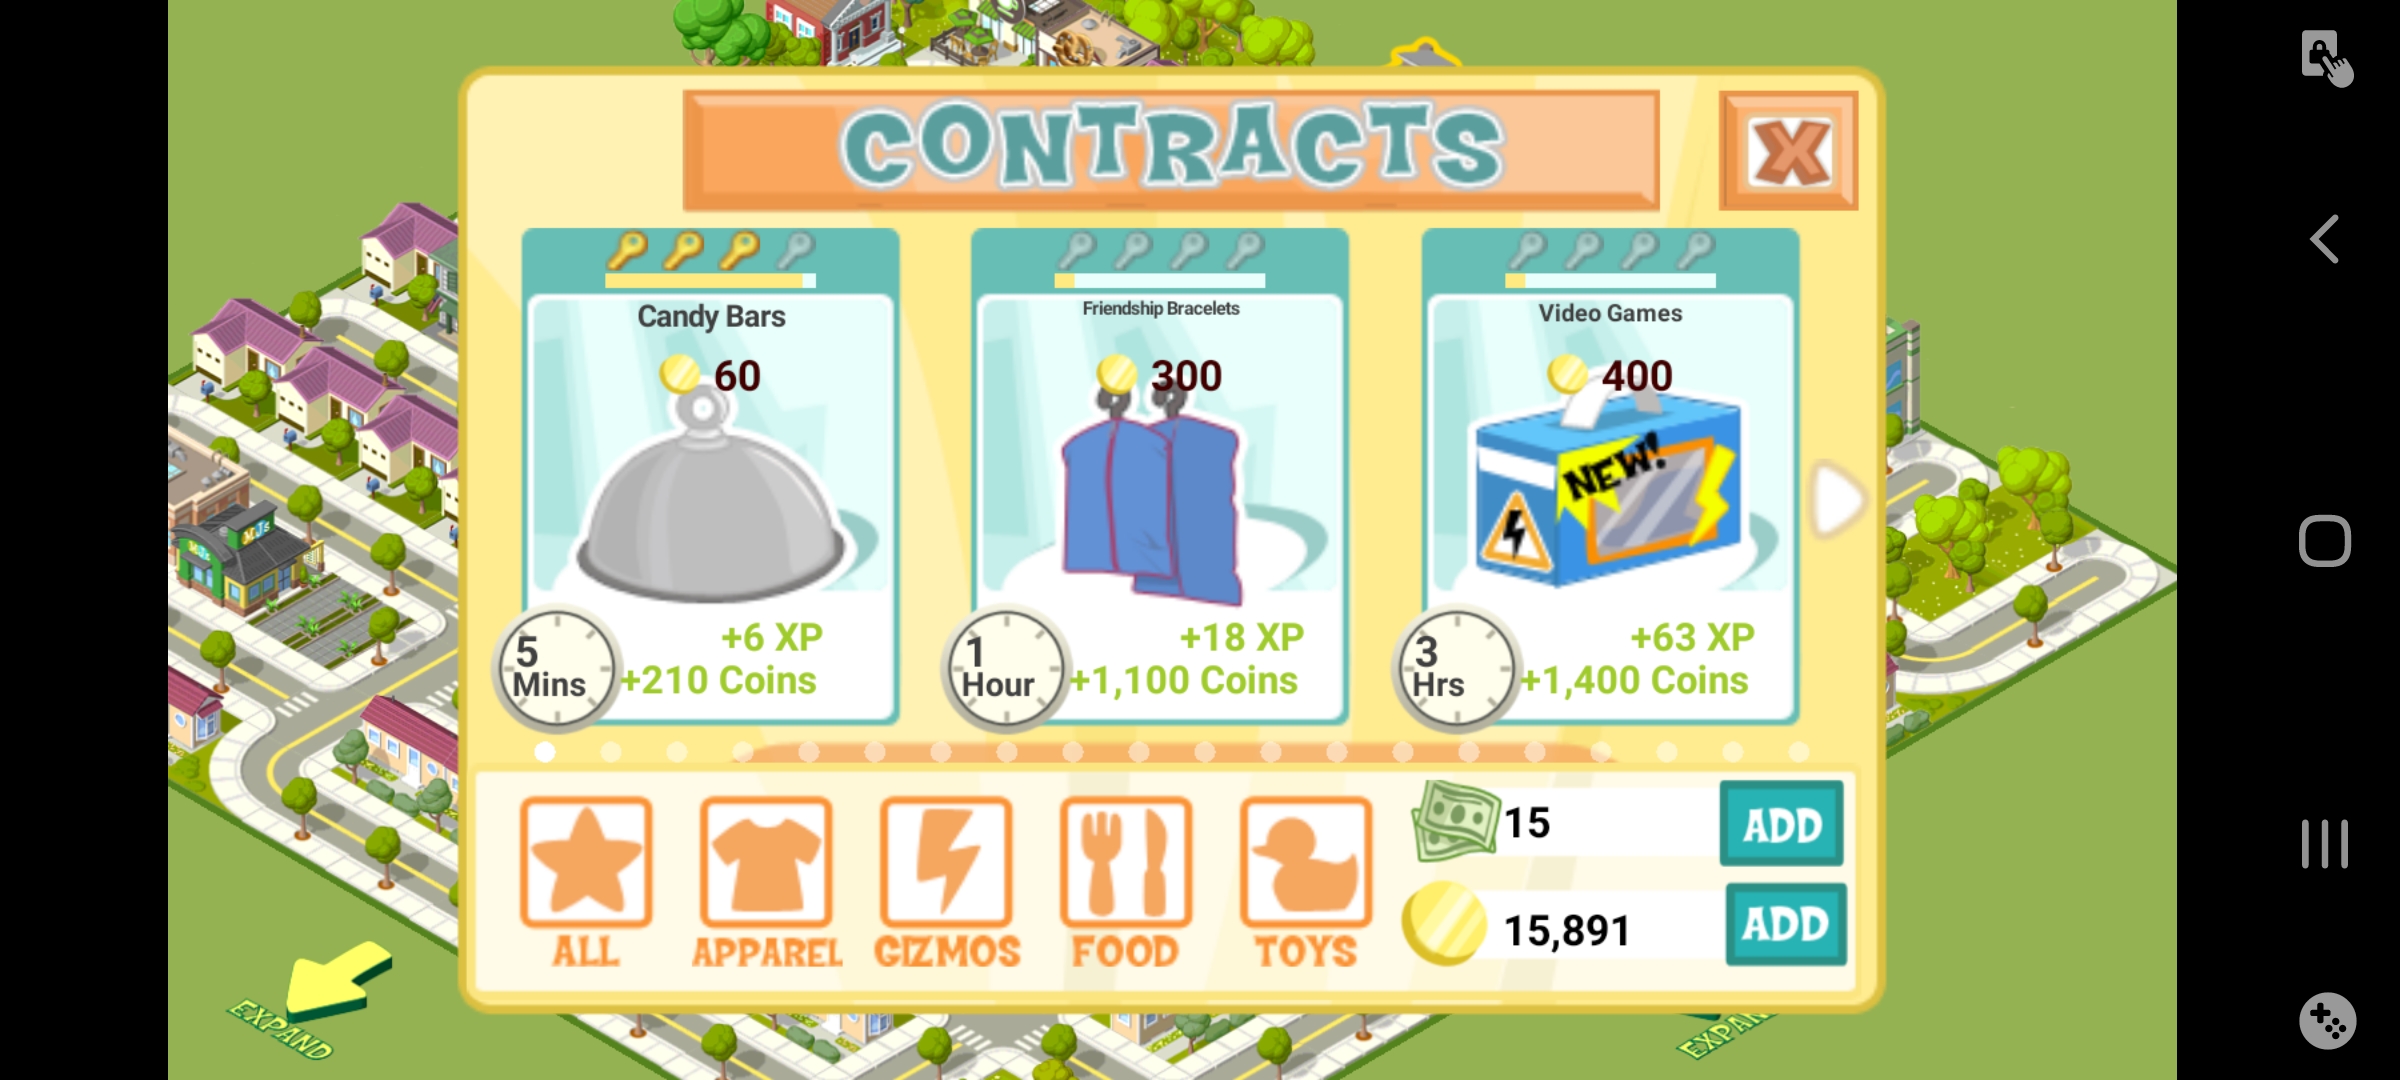 CONTRACTS
X
Candy Bars
60
5
Mins
+6 XP
+210 Coins
Friendship Bracelets
300
1
Hour
+18 XP
+1,100 Coins
Video Games
400
NEW!
3
Hrs
+63 XP
+1,400 Coins
ALL
APPAREL
GIZMOS
FOOD
TOYS
15
ADD
15,891
ADD
MJ's
EXPAND
EXPAN